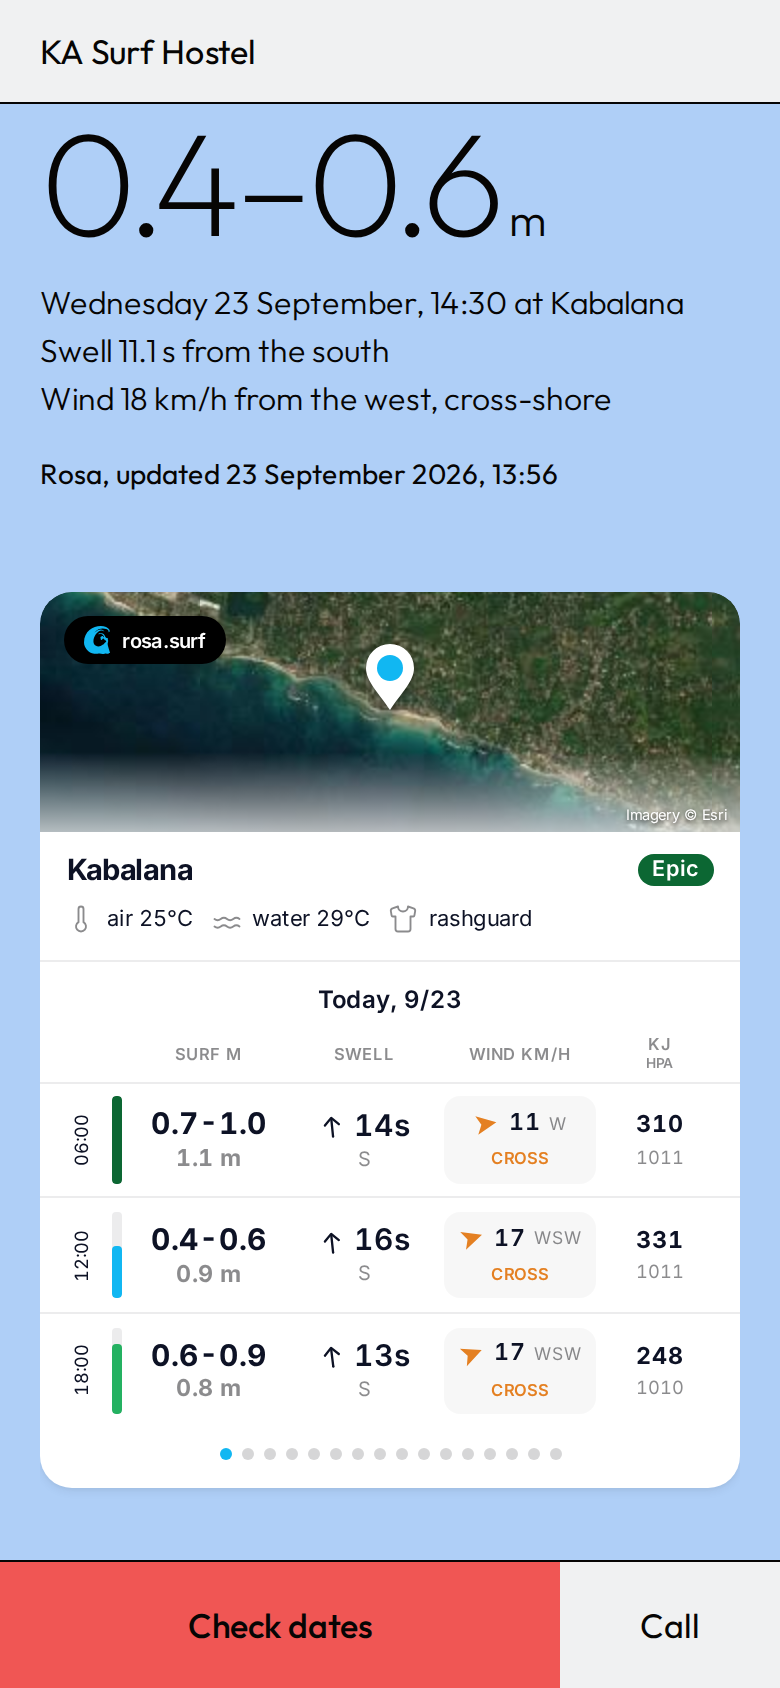 KA Surf Hostel
0.4–0.6 m
Wednesday 23 September, 14:30 at Kabalana
Swell 11.1 s from the south
Wind 18 km/h from the west, cross-shore
Rosa, updated 23 September 2026, 13:56
rosa.surf
Imagery © Esri
Kabalana
Epic
air 25°C water 29°C rashguard
Today, 9/23
SURF M SWELL WIND KM/H KJ
HPA
06:00 0.7-1.0 14s 11 W 310
1.1 m S CROSS 1011
12:00 0.4-0.6 16s 17 WSW 331
0.9 m S CROSS 1011
18:00 0.6-0.9 13s 17 WSW 248
0.8 m S CROSS 1010
Check dates Call